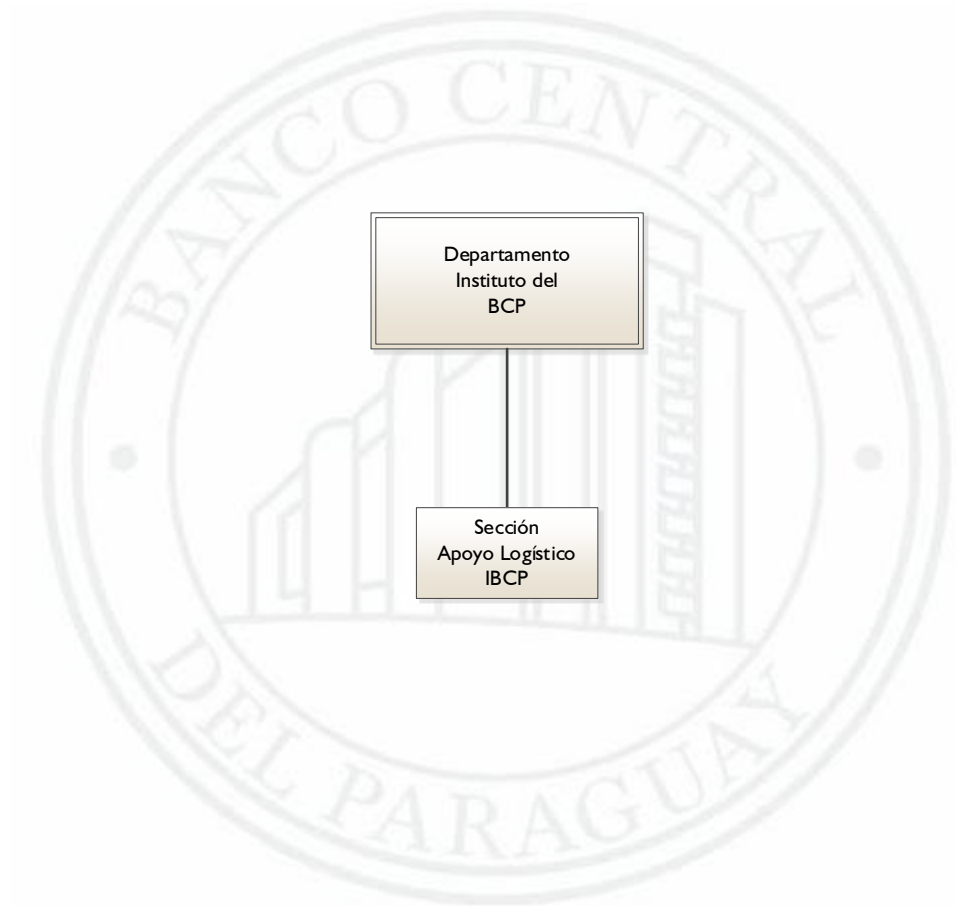 BANCO CENTRAL
Departamento
Instituto del
BCP
Sección
Apoyo Logístico
IBCP
DEL PARAGUAY